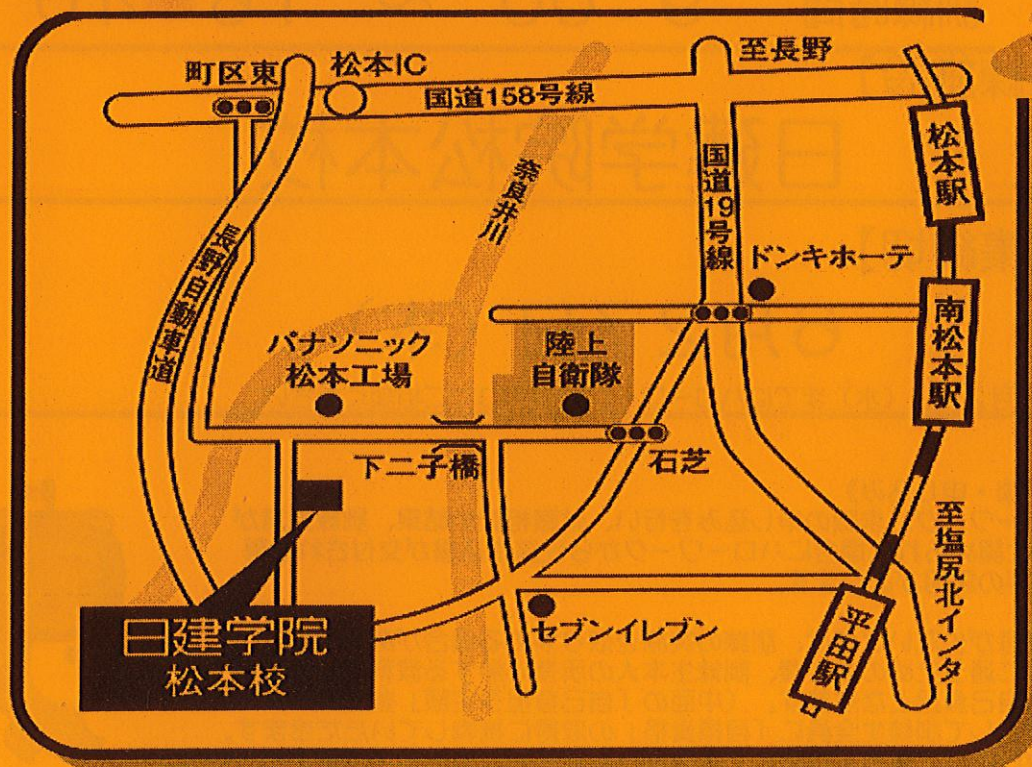 町区東
松本IC
至長野
国道158号線
松本駅
奈良井川
国道19号線
長野自動車道
ドンキホーテ
南松本駅
パナソニック
松本工場
陸上
自衛隊
下二子橋
石芝
至塩尻北インター
日建学院
松本校
セブンイレブン
平田駅